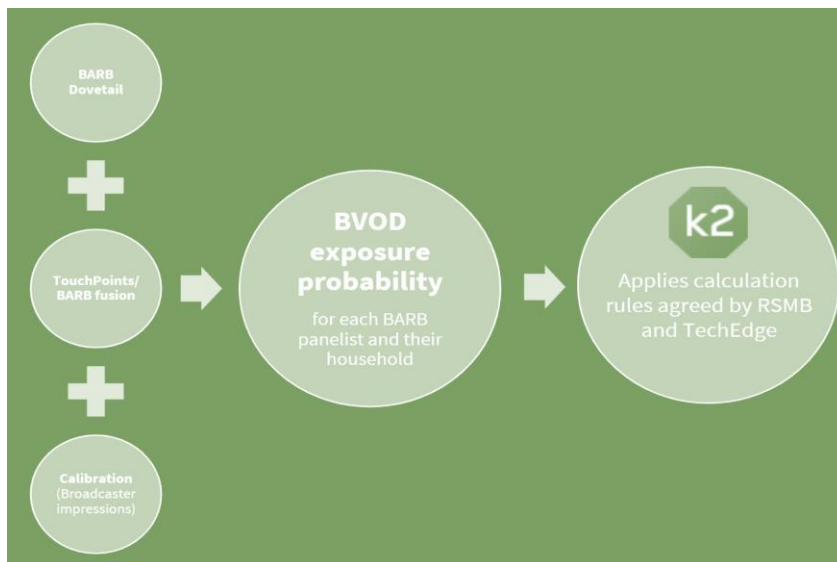 BARB
Dovetail
TouchPoints/
BARB fusion
Calibration
(Broadcaster
impressions)
BVOD
exposure
probability
for each BARB
panelist and their
household
k2
Applies calculation
rules agreed by RSMB
and TechEdge